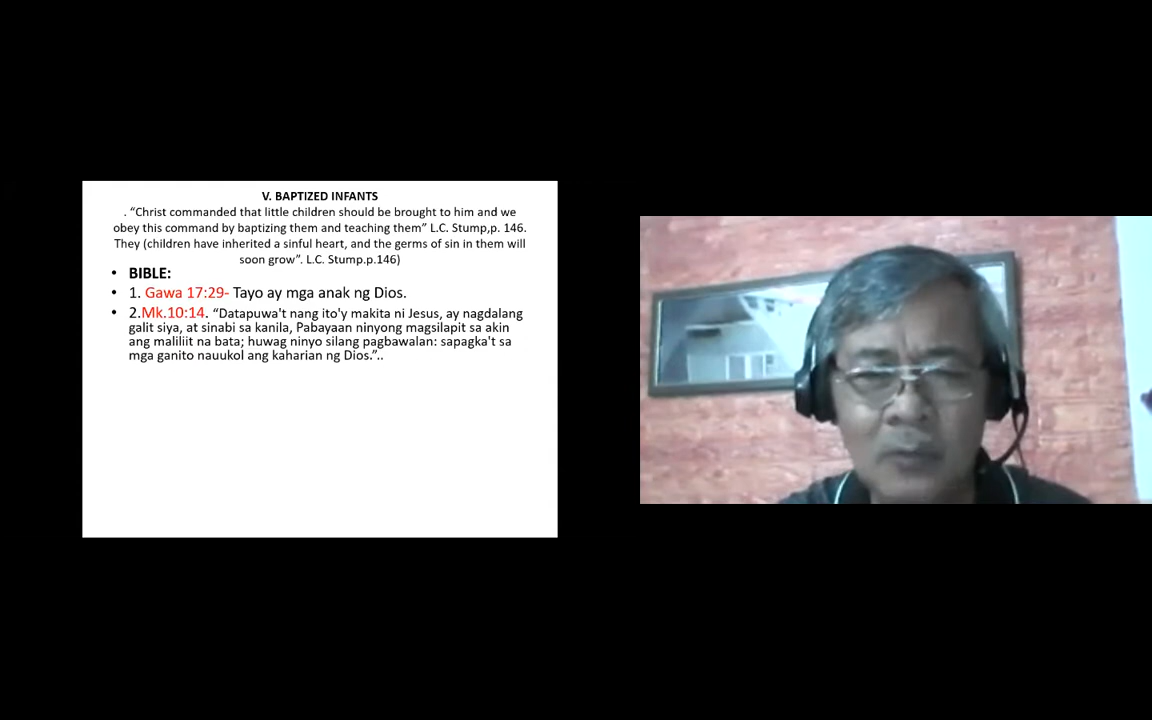 V. BAPTIZED INFANTS
. “Christ commanded that little children should be brought to him and we
obey this command by baptizing them and teaching them” L.C. Stump,p. 146.
They (children have inherited a sinful heart, and the germs of sin in them will
soon grow”. L.C. Stump.p.146)
• BIBLE:
• 1. Gawa 17:29- Tayo ay mga anak ng Dios.
• 2.Mk.10:14. “Datapuwa't nang ito'y makita ni Jesus, ay nagdalang
galit siya, at sinabi sa kanila, Pabayaan ninyong magsilapit sa akin
ang maliliit na bata; huwag ninyo silang pagbawalan: sapagka't sa
mga ganito nauukol ang kaharian ng Dios.”..